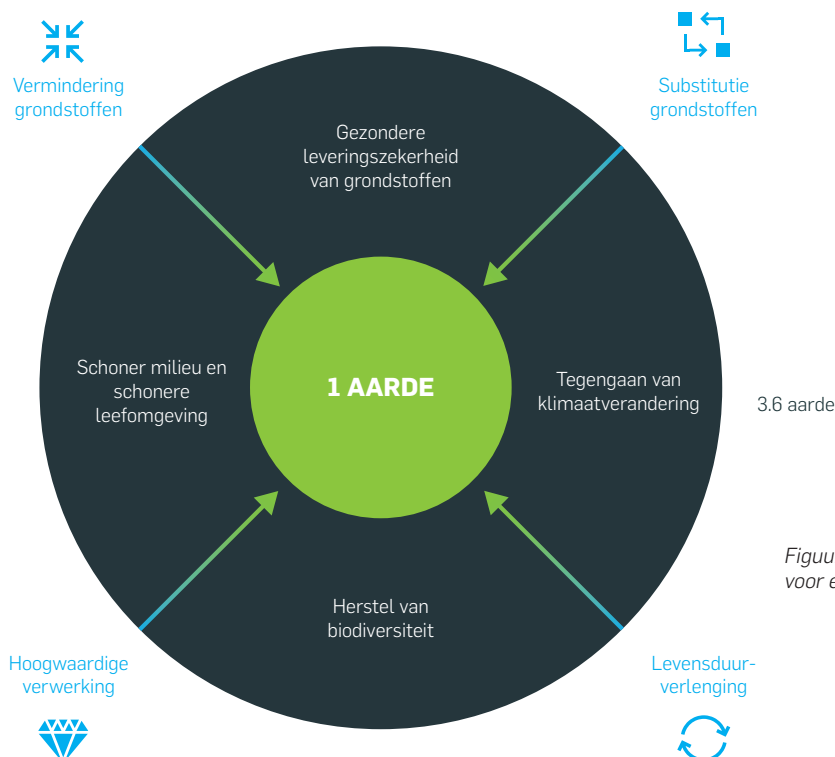 Vermindering
grondstoffen
Substitutie
grondstoffen
Gezondere
leveringszekerheid
van grondstoffen
Schoner milieu en
schonere
leefomgeving
1 AARDE
Tegengaan van
klimaatverandering
3.6 aarde
Herstel van
biodiversiteit
Hoogwaardige
verwerking
Levensduur-
verlenging